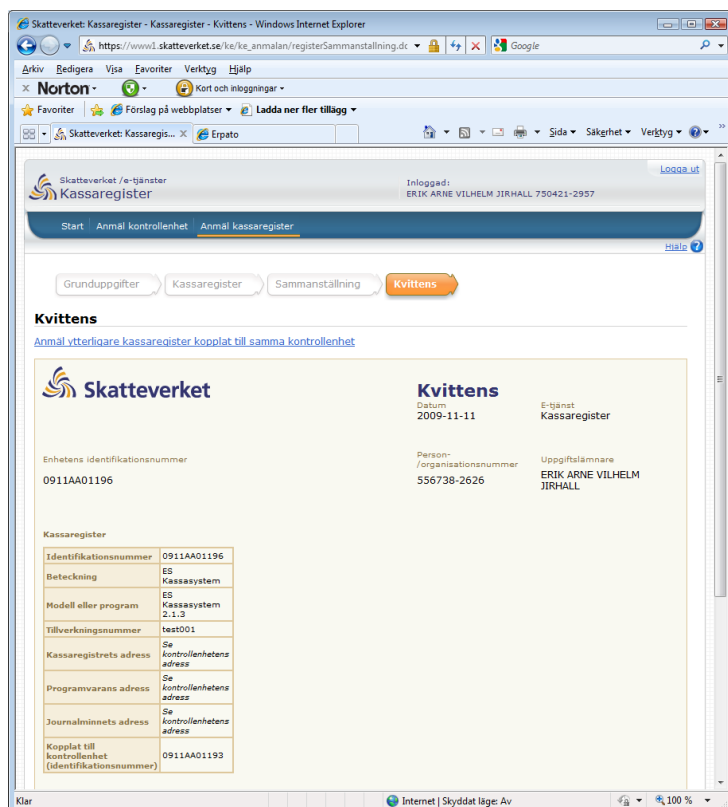 Skatteverket: Kassaregister - Kassaregister - Kvittens - Windows Internet Explorer
https://www1.skatteverket.se/ke/ke_anmalan/registerSammanstallning.dc
Google
Arkiv Redigera Visa Favoriter Verktyg Hjälp
x Norton Kort och inloggningar
Favoriter Förslag på webbplatser Ladda ner fler tillägg
Skatteverket: Kassaregis... X Erpato Sida Säkerhet Verktyg »
Logga ut
Skatteverket /e-tjänster
Kassaregister
Inloggad:
ERIK ARNE VILHELM JIRHALL 750421-2957
Start Anmäl kontrollenhet Anmäl kassaregister
Hjälp ?
Grunduppgifter Kassaregister Sammanställning Kvittens
Kvittens
Anmäl ytterligare kassaregister kopplat till samma kontrollenhet
Skatteverket
Kvittens
Datum E-tjänst
2009-11-11 Kassaregister
Enhetens identifikationsnummer
0911AA01196
Person-
/organisationsnummer
556738-2626
Uppgiftslämnare
ERIK ARNE VILHELM
JIRHALL
Kassaregister
Identifikationsnummer 0911AA01196
Beteckning ES
Kassasystem
Modell eller program ES
Kassasystem
2.1.3
Tillverkningsnummer test001
Kassaregistrets adress Se
kontrollenhetens
adress
Programvarans adress Se
kontrollenhetens
adress
Journalminnets adress Se
kontrollenhetens
adress
Kopplat till
kontrollenhet
(identifikationsnummer) 0911AA01193
Klar Internet | Skyddat läge: Av 100 %